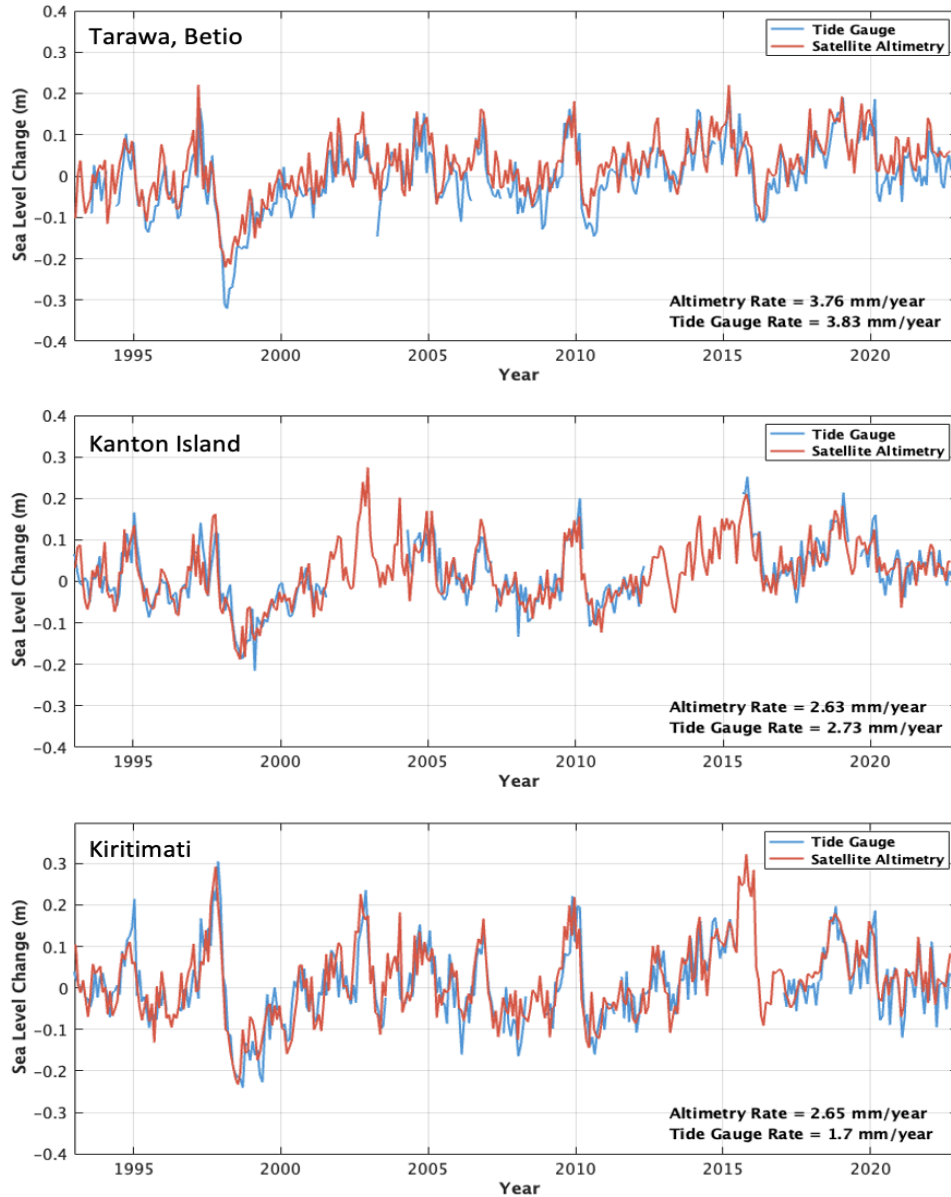 Tarawa, Betio
Tide Gauge
Satellite Altimetry
Sea Level Change (m)
0.4
0.3
0.2
0.1
0
−0.1
−0.2
−0.3
−0.4
Altimetry Rate = 3.76 mm/year
Tide Gauge Rate = 3.83 mm/year
1995 2000 2005 2010 2015 2020
Year
Kanton Island
Tide Gauge
Satellite Altimetry
Sea Level Change (m)
0.4
0.3
0.2
0.1
0
−0.1
−0.2
−0.3
−0.4
Altimetry Rate = 2.63 mm/year
Tide Gauge Rate = 2.73 mm/year
1995 2000 2005 2010 2015 2020
Year
Kiritimati
Tide Gauge
Satellite Altimetry
Sea Level Change (m)
0.3
0.2
0.1
0
−0.1
−0.2
−0.3
−0.4
Altimetry Rate = 2.65 mm/year
Tide Gauge Rate = 1.7 mm/year
1995 2000 2005 2010 2015 2020
Year